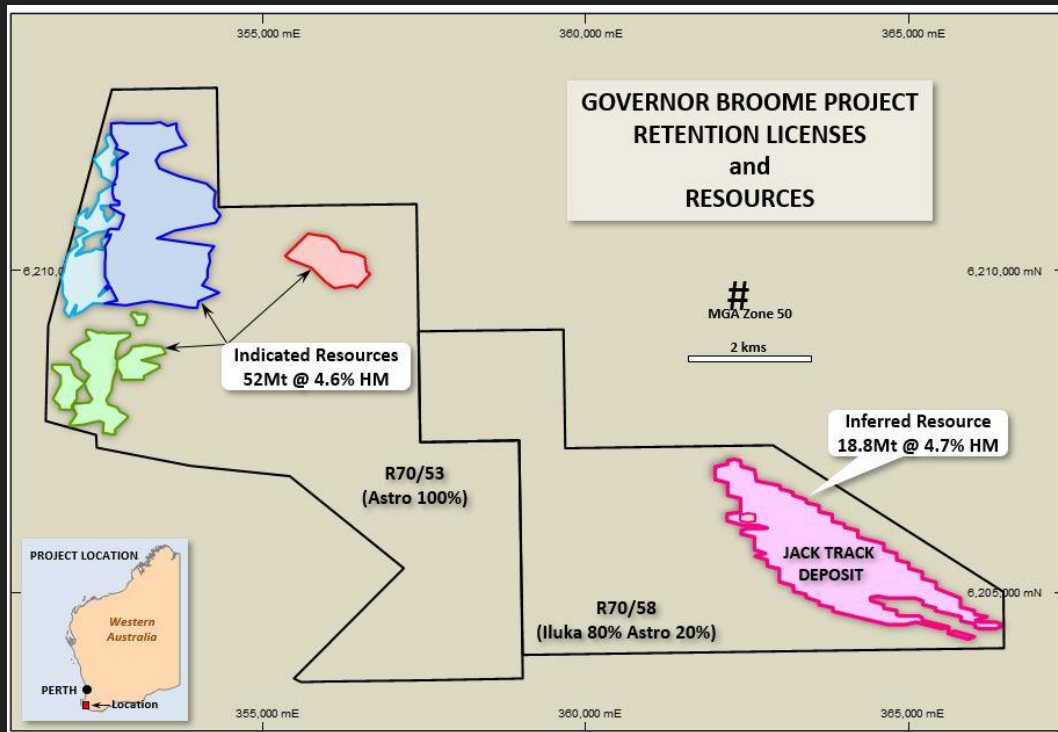 355,000 mE
360,000 mE
365,000 mE
GOVERNOR BROOME PROJECT
RETENTION LICENSES
and
RESOURCES
6,210,0
6,210,000 mN
#
MGA Zone 50
2 kms
Indicated Resources
52Mt @ 4.6% HM
Inferred Resource
18.8Mt @ 4.7% HM
R70/53
(Astro 100%)
JACK TRACK
DEPOSIT
R70/58
(Iluka 80% Astro 20%)
6,205,000 mN
PROJECT LOCATION
Western
Australia
PERTH
Location
355,000 mE
360,000 mE
365,000 mE